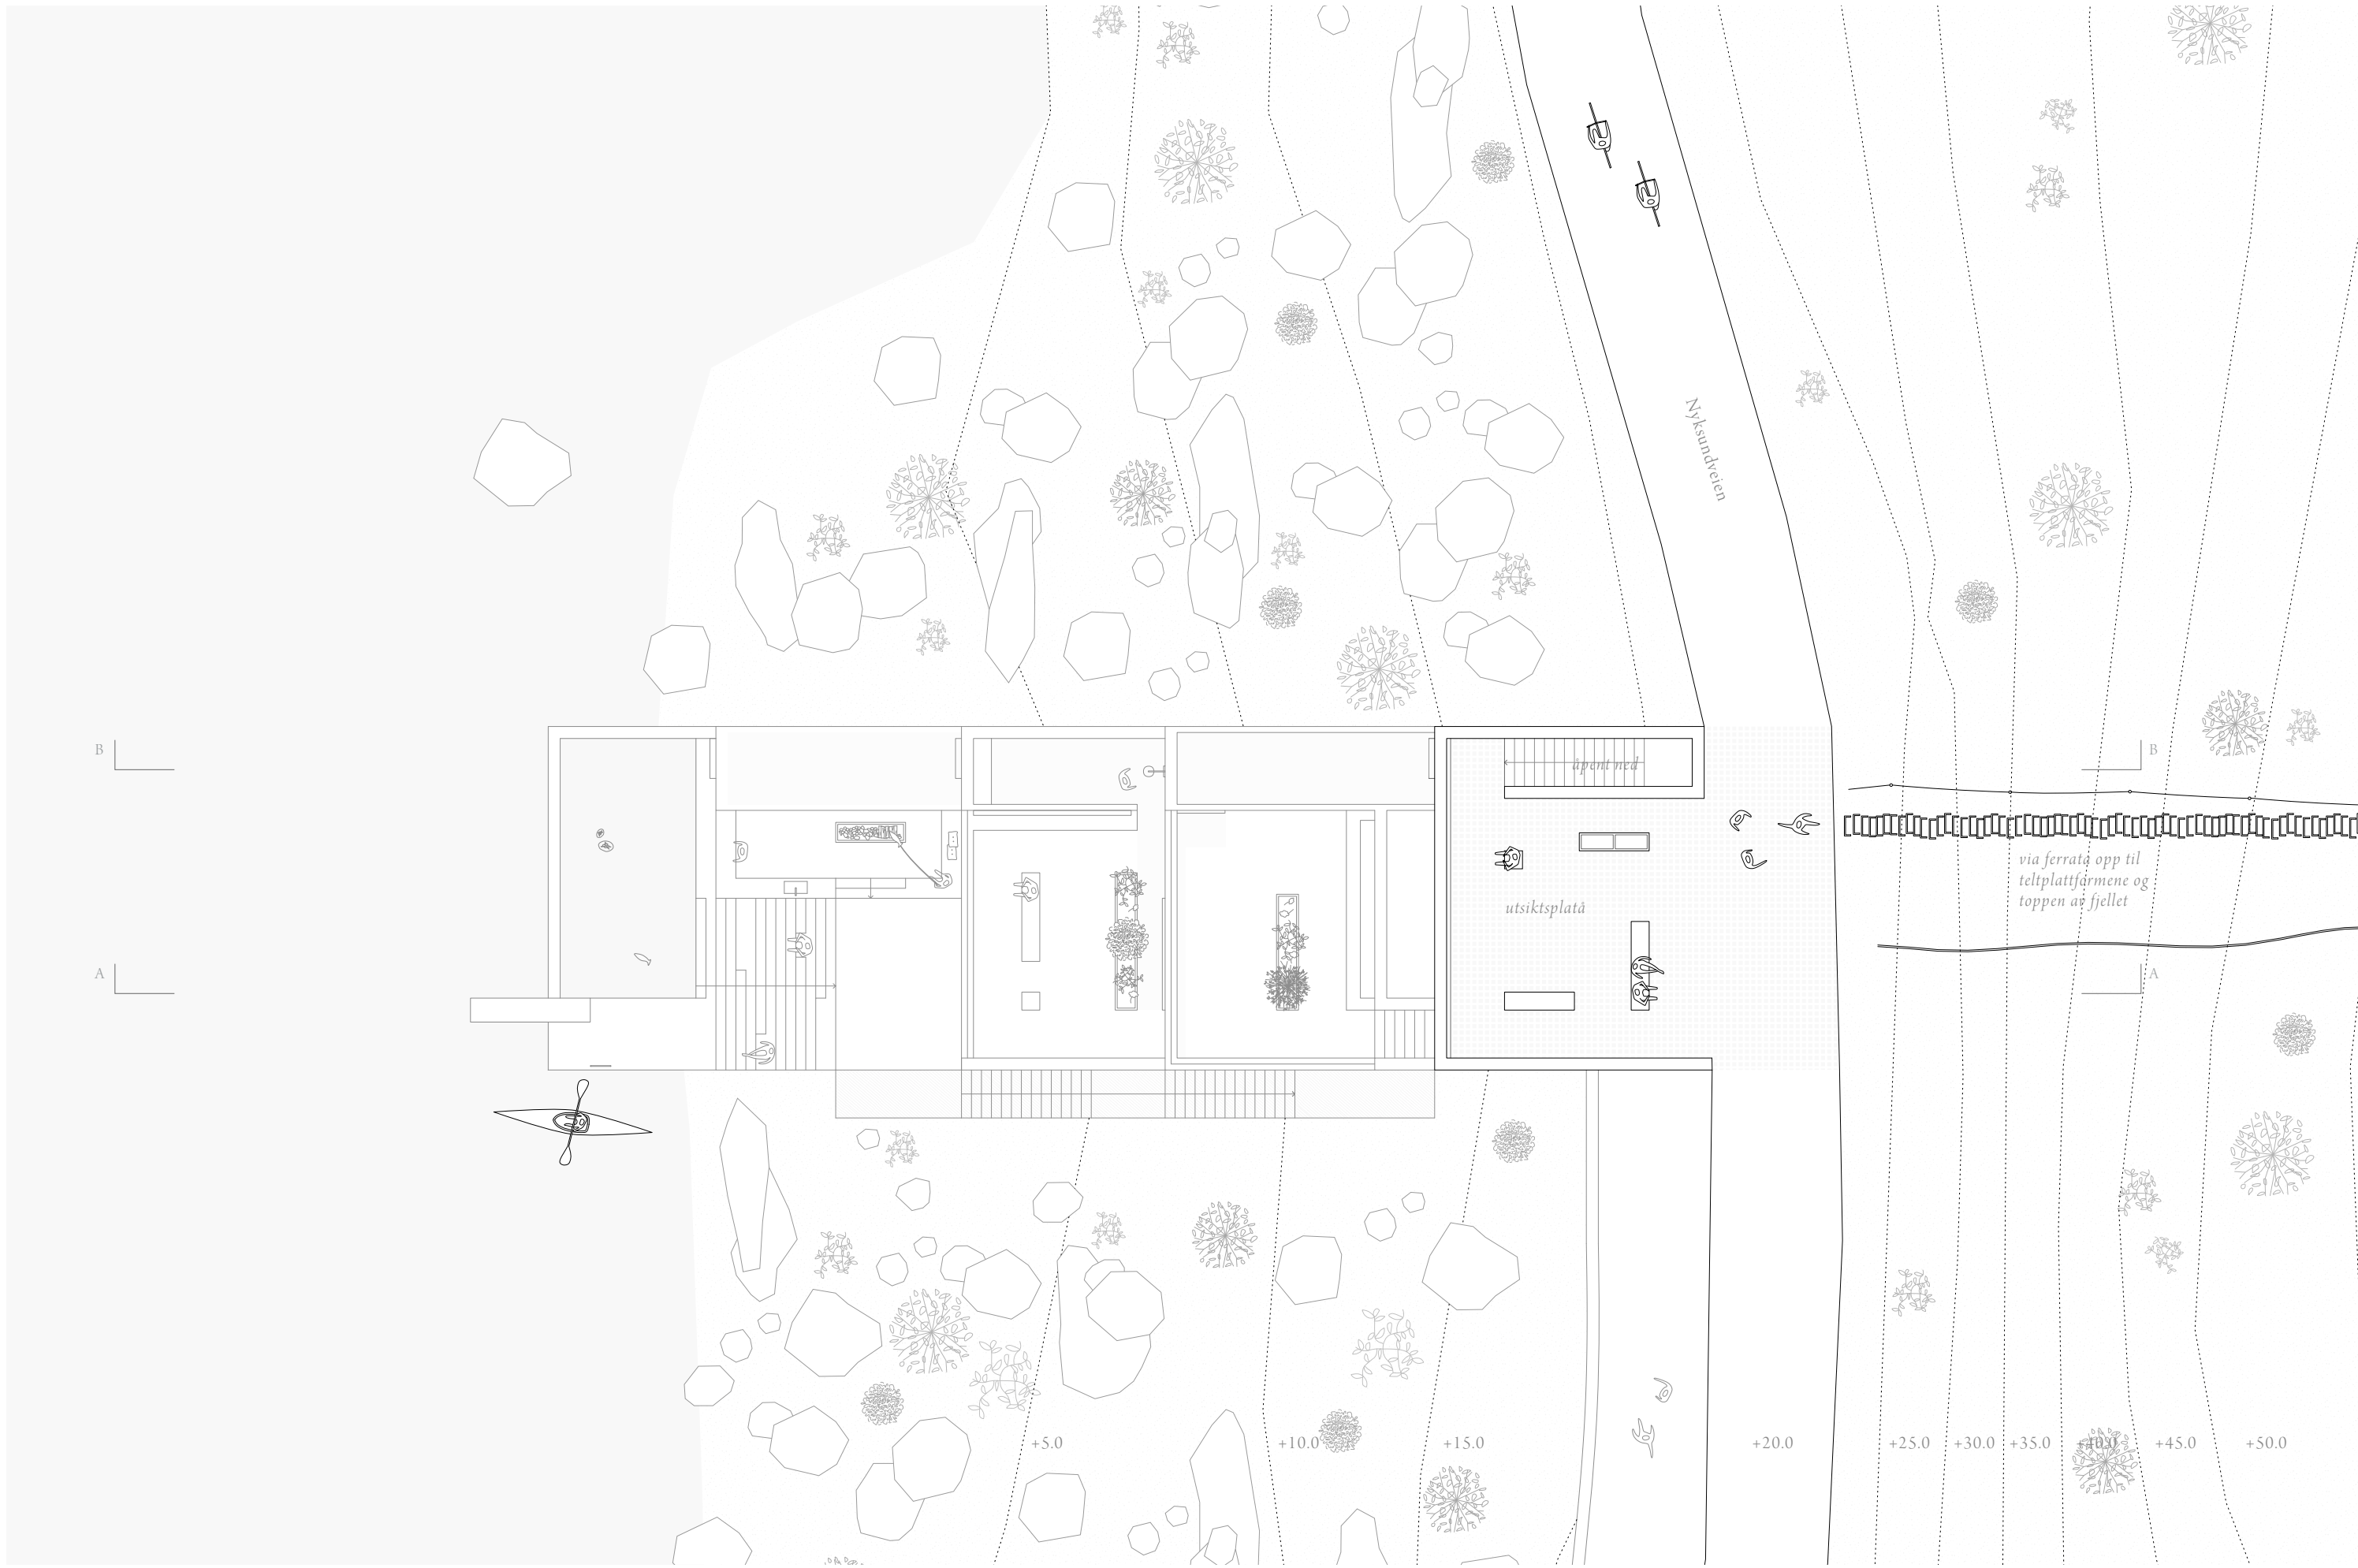 Nyksundveien
B
B
åpent ned
via ferrata opp til
teltplattformene og
toppen av fjellet
utsiktsplatå
A
A
+5.0
+10.0
+15.0
+20.0
+25.0
+30.0
+35.0
+40.0
+45.0
+50.0